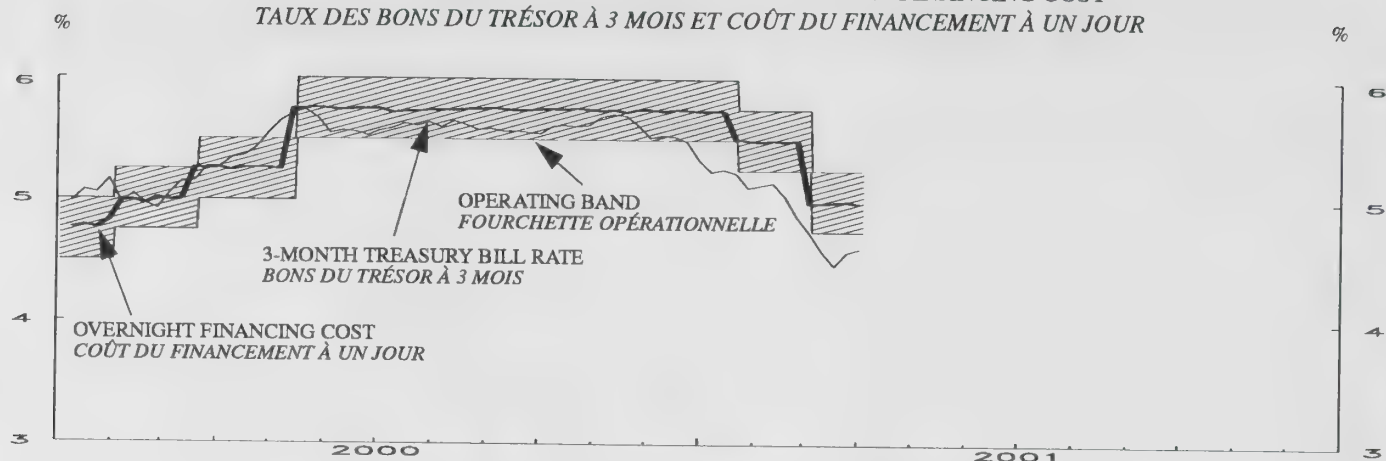 TAUX DES BONS DU TRÉSOR À 3 MOIS ET COÛT DU FINANCEMENT À UN JOUR
% %
6 6
5 5
OPERATING BAND
FOURCHETTE OPÉRATIONNELLE
3-MONTH TREASURY BILL RATE
BONS DU TRÉSOR À 3 MOIS
4 4
OVERNIGHT FINANCING COST
COÛT DU FINANCEMENT À UN JOUR
3 3
2000 2001